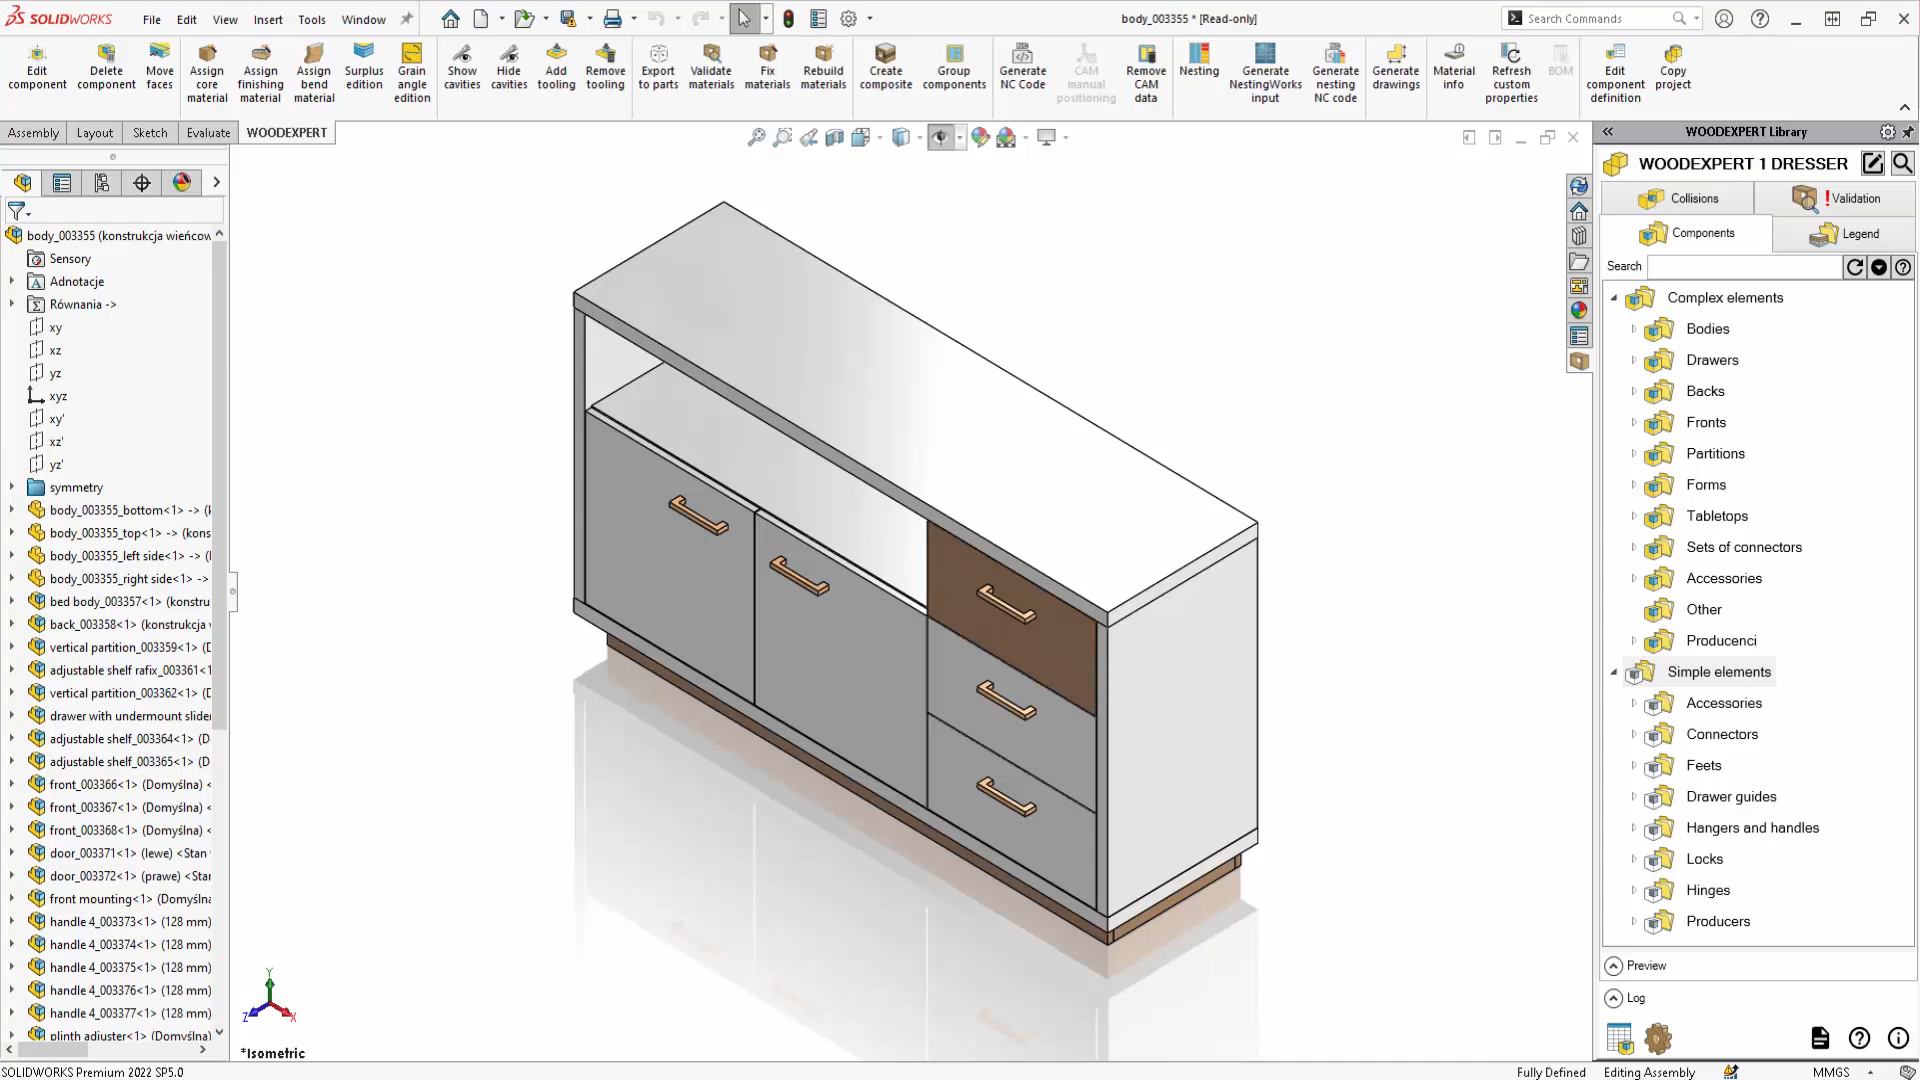 SOLIDWORKS
File Edit View Insert Tools Window
body_003355 * [Read-only]
Search Commands
Edit component
Delete component
Move faces
Assign core material
Assign finishing material
Assign bend material
Surplus edition
Grain angle edition
Show cavities
Hide cavities
Add tooling
Remove tooling
Export to parts
Validate materials
Fix materials
Rebuild materials
Create composite
Group components
Generate NC Code
CAM manual positioning
Remove CAM data
Nesting
Generate NestingWorks input
Generate nesting NC code
Generate drawings
Material info
Refresh custom properties
BOM
Edit component definition
Copy project
Assembly Layout Sketch Evaluate WOODEXPERT
body_003355 (konstrukcja wieńcow
Sensory
Adnotacje
Równania ->
xy
xz
yz
xyz
xy'
xz'
yz'
symmetry
body_003355_bottom<1> -> (k
body_003355_top<1> -> (kons
body_003355_left side<1> -> (l
body_003355_right side<1> ->
bed body_003357<1> (konstru
back_003358<1> (konstrukcja w
vertical partition_003359<1> (D
adjustable shelf rafix_003361<1
vertical partition_003362<1> (D
drawer with undermount slider
adjustable shelf_003364<1> (D
adjustable shelf_003365<1> (D
front_003366<1> (Domyślna) <
front_003367<1> (Domyślna) <
front_003368<1> (Domyślna) <
door_003371<1> (lewe) <Stan
door_003372<1> (prawe) <Star
front mounting<1> (Domyślna
handle 4_003373<1> (128 mm)
handle 4_003374<1> (128 mm)
handle 4_003375<1> (128 mm)
handle 4_003376<1> (128 mm)
handle 4_003377<1> (128 mm)
plinth adjuster<1> (Domyślna)
Y
Z
X
*Isometric
WOODEXPERT Library
WOODEXPERT 1 DRESSER
Collisions
! Validation
Components
Legend
Search
Complex elements
Bodies
Drawers
Backs
Fronts
Partitions
Forms
Tabletops
Sets of connectors
Accessories
Other
Producenci
Simple elements
Accessories
Connectors
Feets
Drawer guides
Hangers and handles
Locks
Hinges
Producers
Preview
Log
SOLIDWORKS Premium 2022 SP5.0
Fully Defined
Editing Assembly
MMGS